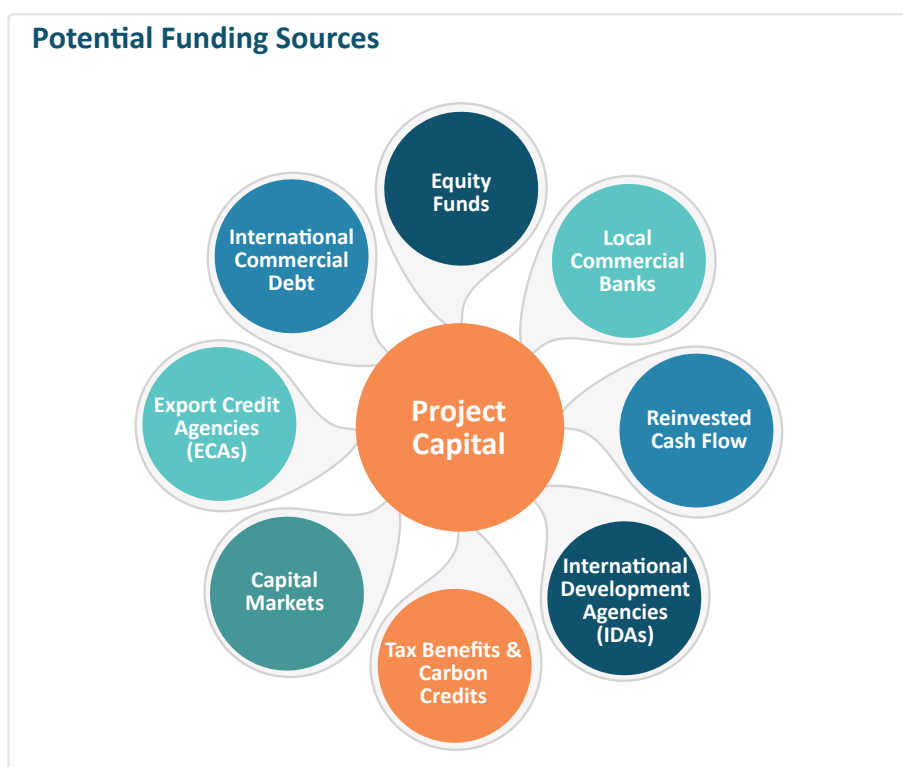 Potential Funding Sources
Equity
Funds
Local
Commercial
Banks
Reinvested
Cash Flow
International
Development
Agencies
(IDAs)
Tax Benefits &
Carbon
Credits
Capital
Markets
Export Credit
Agencies
(ECAs)
International
Commercial
Debt
Project
Capital